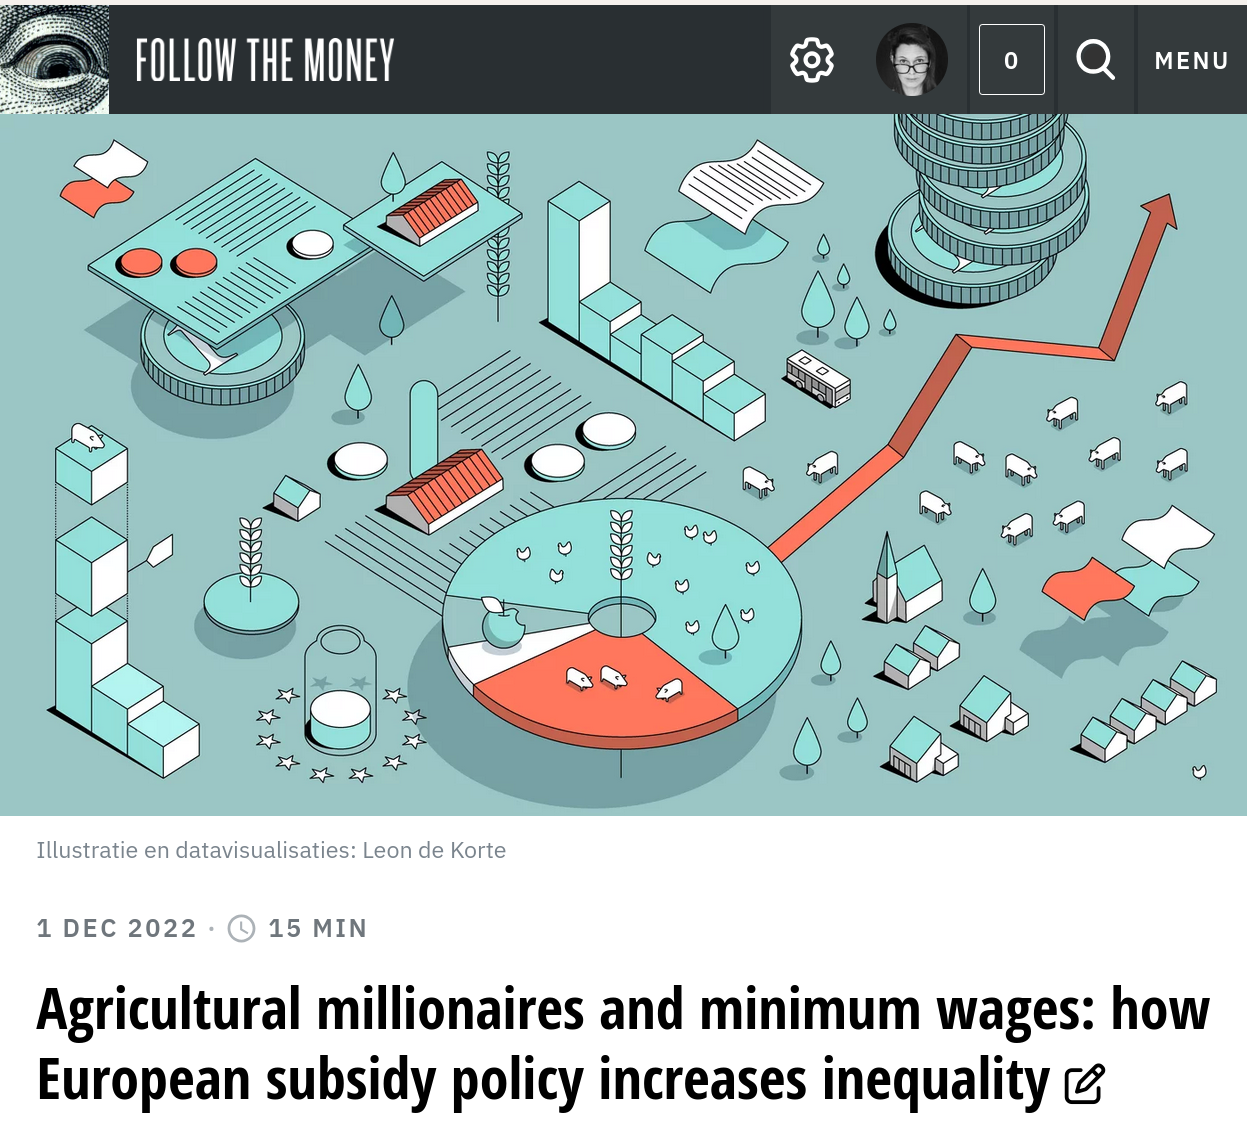 FOLLOW THE MONEY
0
MENU
Illustratie en datavisualisaties: Leon de Korte
1 DEC 2022 · 15 MIN
Agricultural millionaires and minimum wages: how
European subsidy policy increases inequality